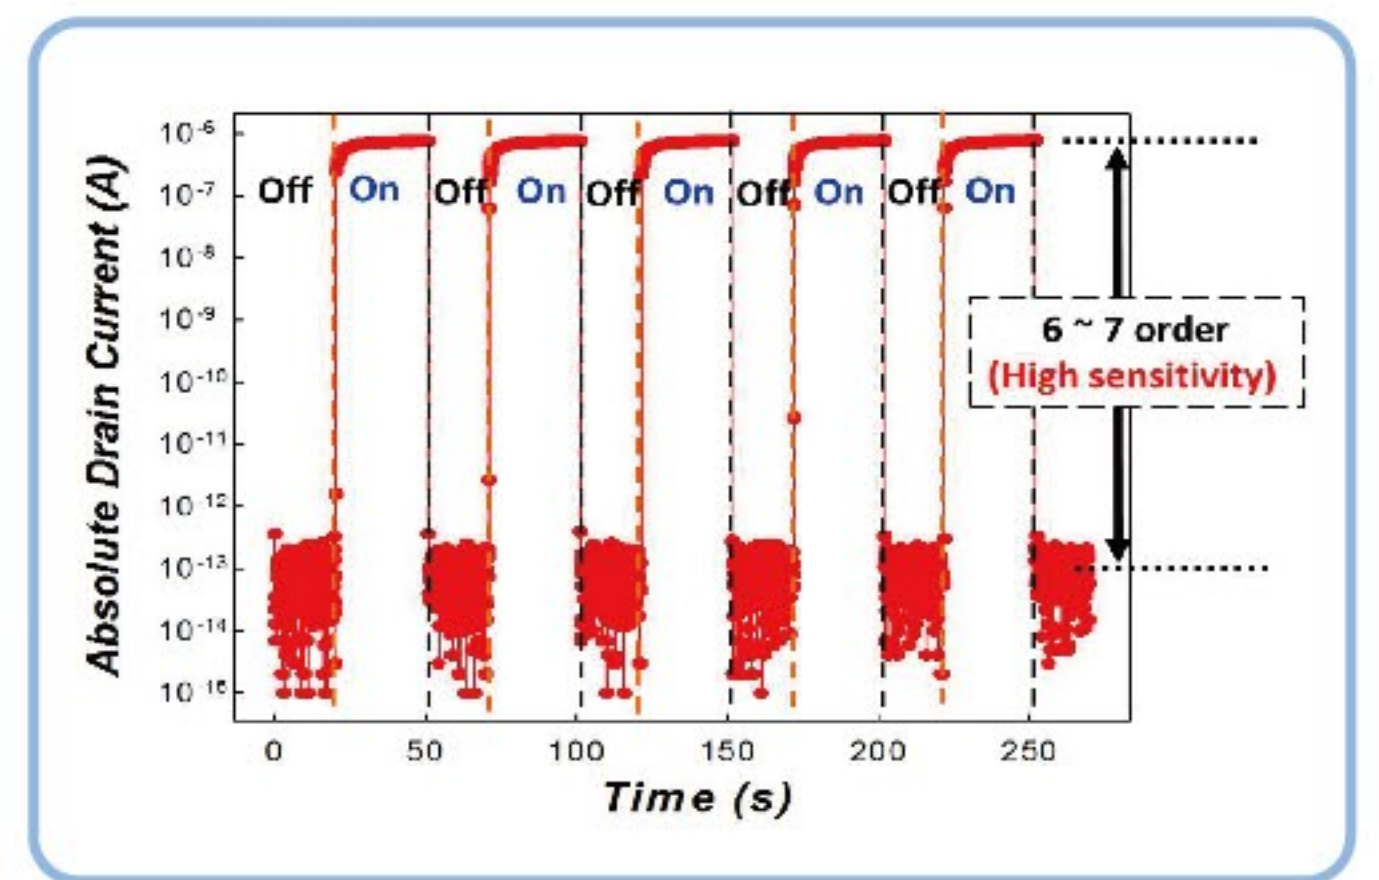 10-6
10-7
10-8
10-9
10-10
10-11
10-12
10-13
10-14
10-15
Absolute Drain Current (A)
Off On Off On Off On Off On Off On
6 ~ 7 order
(High sensitivity)
0 50 100 150 200 250
Time (s)